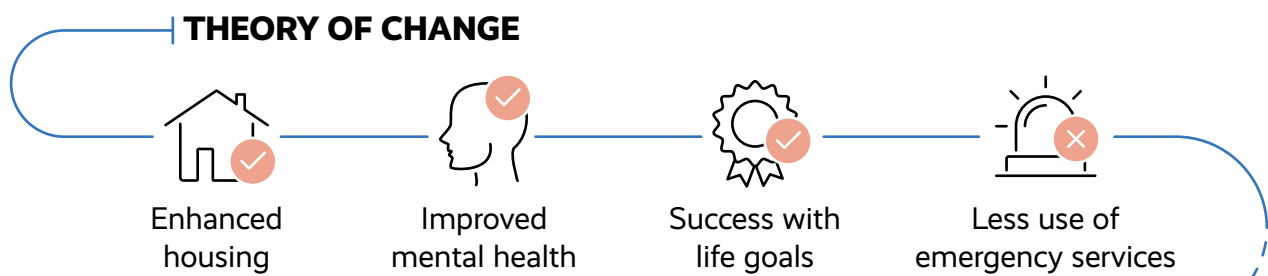 THEORY OF CHANGE
Enhanced
housing
Improved
mental health
Success with
life goals
Less use of
emergency services